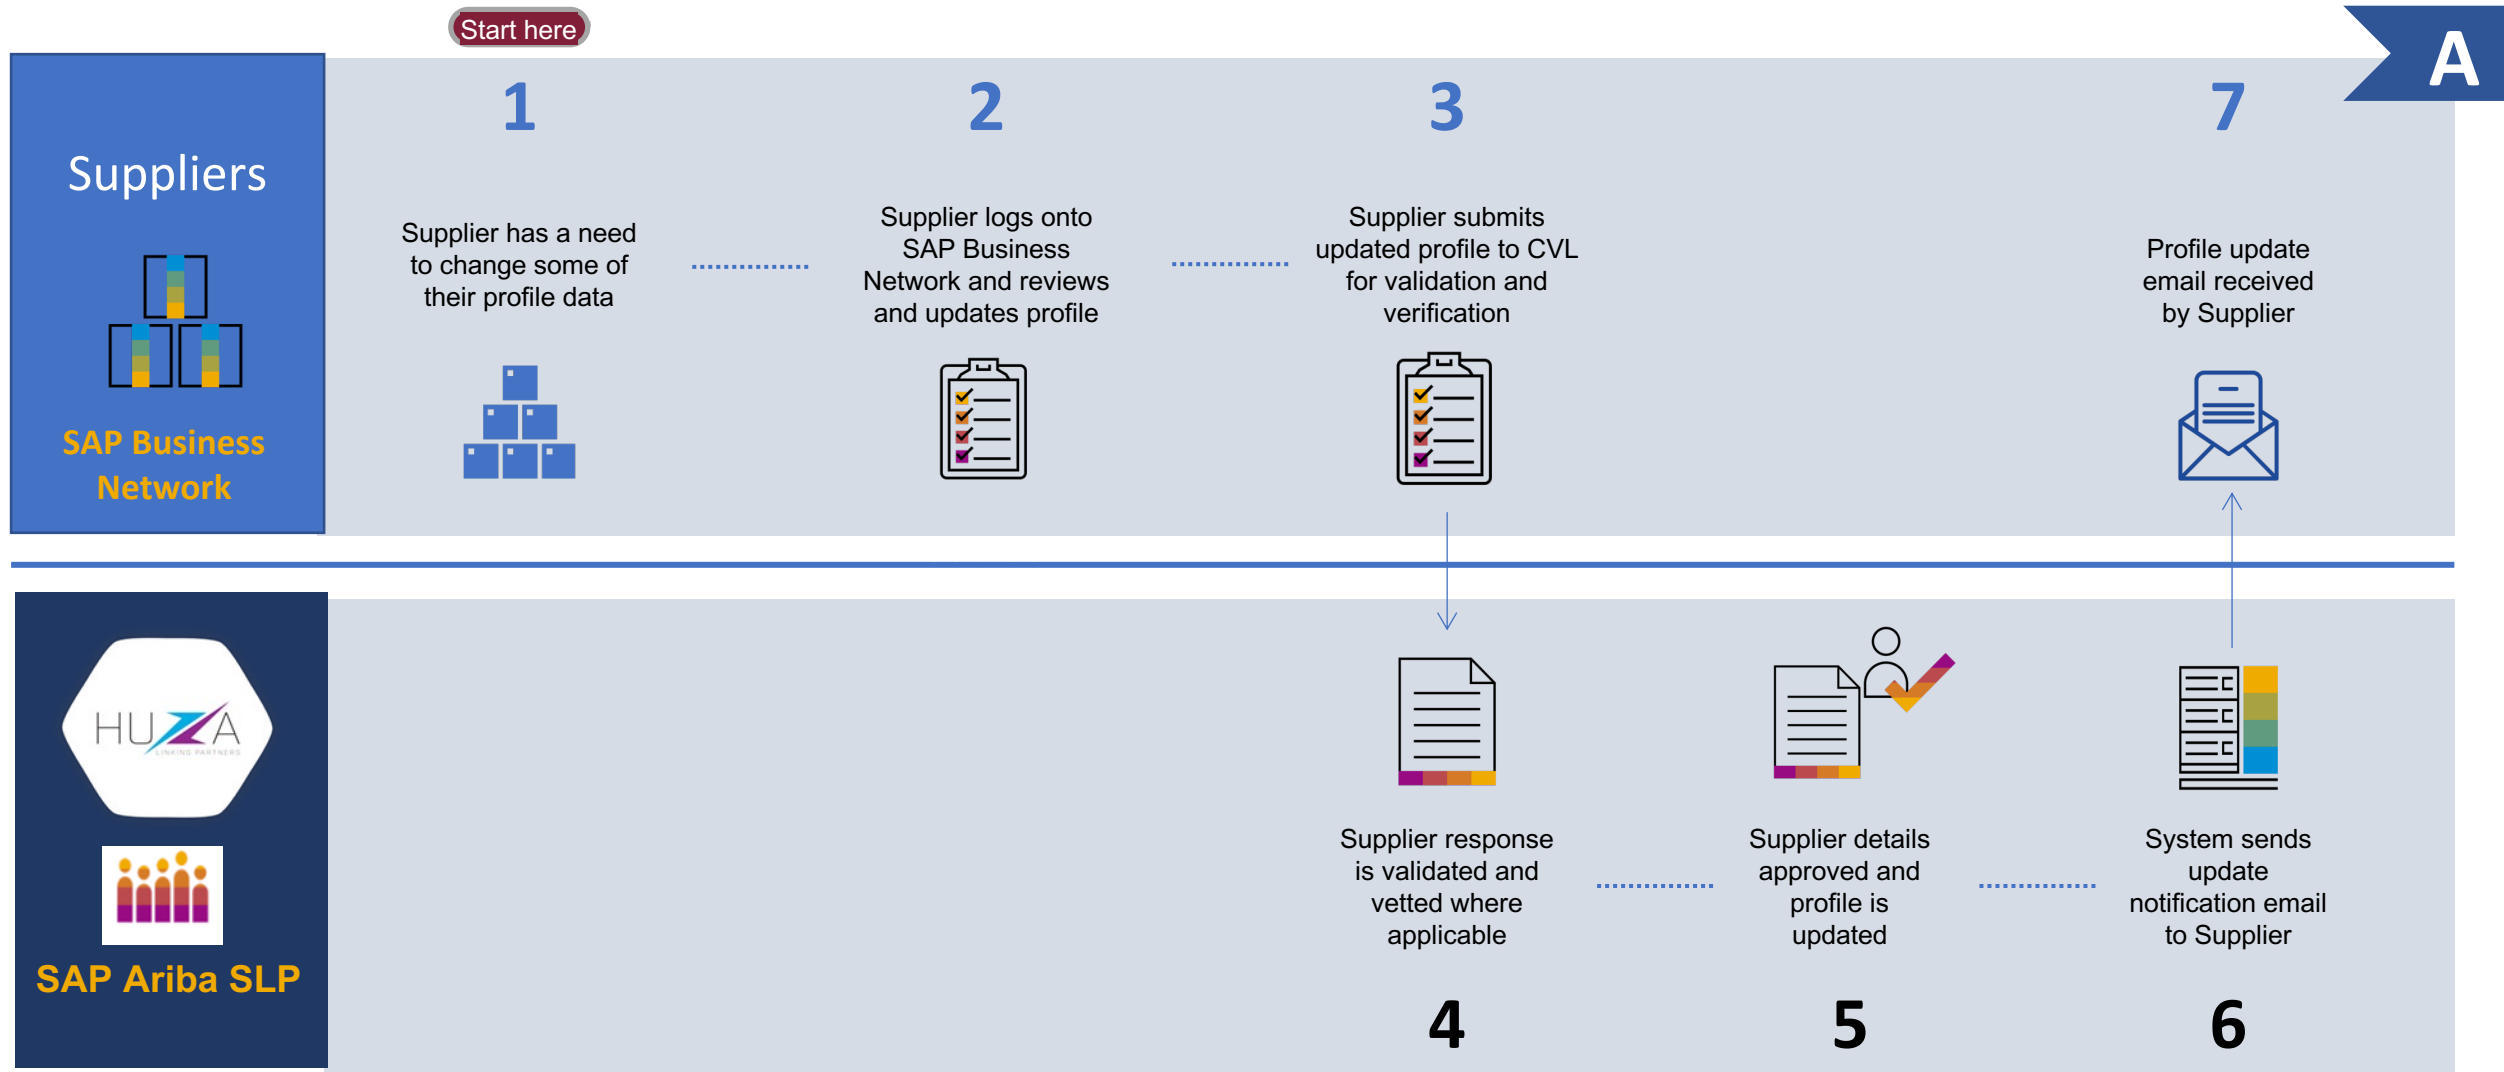 Start here
A
1
2
3
7
Suppliers
SAP Business
Network
Supplier has a need
to change some of
their profile data
Supplier logs onto
SAP Business
Network and reviews
and updates profile
Supplier submits
updated profile to CVL
for validation and
verification
Profile update
email received
by Supplier
HUZA
LINKING PARTNERS
SAP Ariba SLP
Supplier response
is validated and
vetted where
applicable
Supplier details
approved and
profile is
updated
System sends
update
notification email
to Supplier
4
5
6